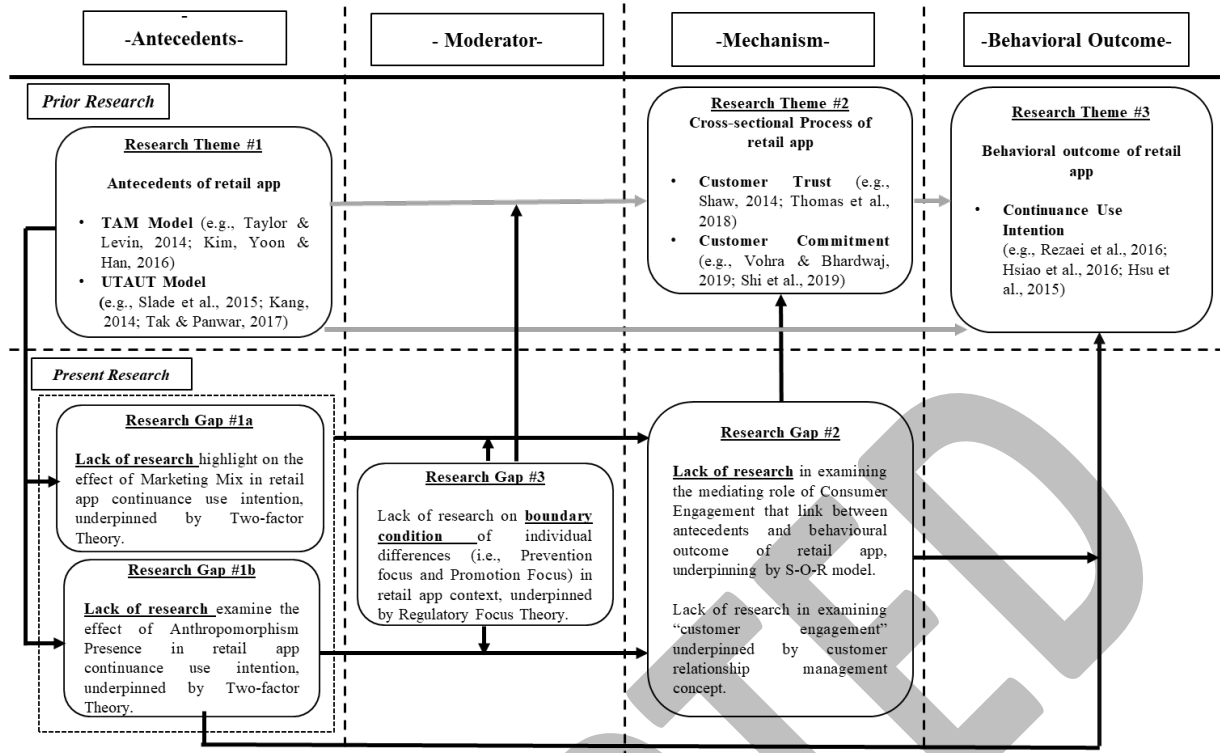 -
-Antecedents-
- Moderator-
-Mechanism-
-Behavioral Outcome-
Prior Research
Research Theme #1
Antecedents of retail app
• TAM Model (e.g., Taylor &
Levin, 2014; Kim, Yoon &
Han, 2016)
• UTAUT Model
(e.g., Slade et al., 2015; Kang,
2014; Tak & Panwar, 2017)
Research Theme #2
Cross-sectional Process of
retail app
• Customer Trust (e.g.,
Shaw, 2014; Thomas et al.,
2018)
• Customer Commitment
(e.g., Vohra & Bhardwaj,
2019; Shi et al., 2019)
Research Theme #3
Behavioral outcome of retail
app
• Continuance Use
Intention
(e.g., Rezaei et al., 2016;
Hsiao et al., 2016; Hsu et
al., 2015)
Present Research
Research Gap #1a
Lack of research highlight on the
effect of Marketing Mix in retail
app continuance use intention,
underpinned by Two-factor
Theory.
Research Gap #1b
Lack of research examine the
effect of Anthropomorphism
Presence in retail app
continuance use intention,
underpinned by Two-factor
Theory.
Research Gap #3
Lack of research on boundary
condition of individual
differences (i.e., Prevention
focus and Promotion Focus) in
retail app context, underpinned
by Regulatory Focus Theory.
Research Gap #2
Lack of research in examining
the mediating role of Consumer
Engagement that link between
antecedents and behavioural
outcome of retail app,
underpinning by S-O-R model.
Lack of research in examining
“customer engagement”
underpinned by customer
relationship management
concept.
TED